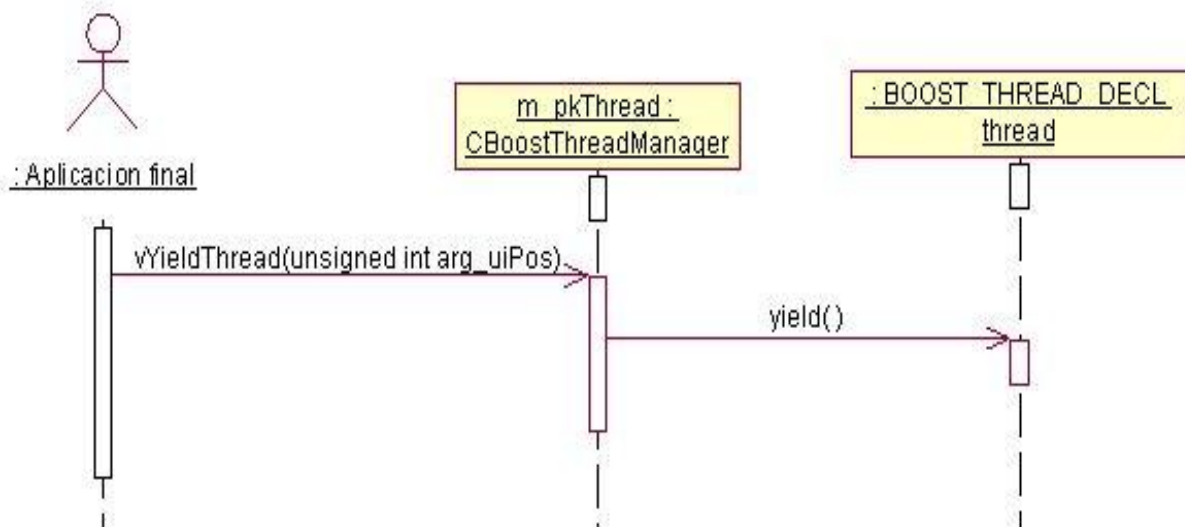 : Aplicacion final
m_pkThread :
CBoostThreadManager
: BOOST_THREAD_DECL
thread
vYieldThread(unsigned int arg_uiPos)
yield( )